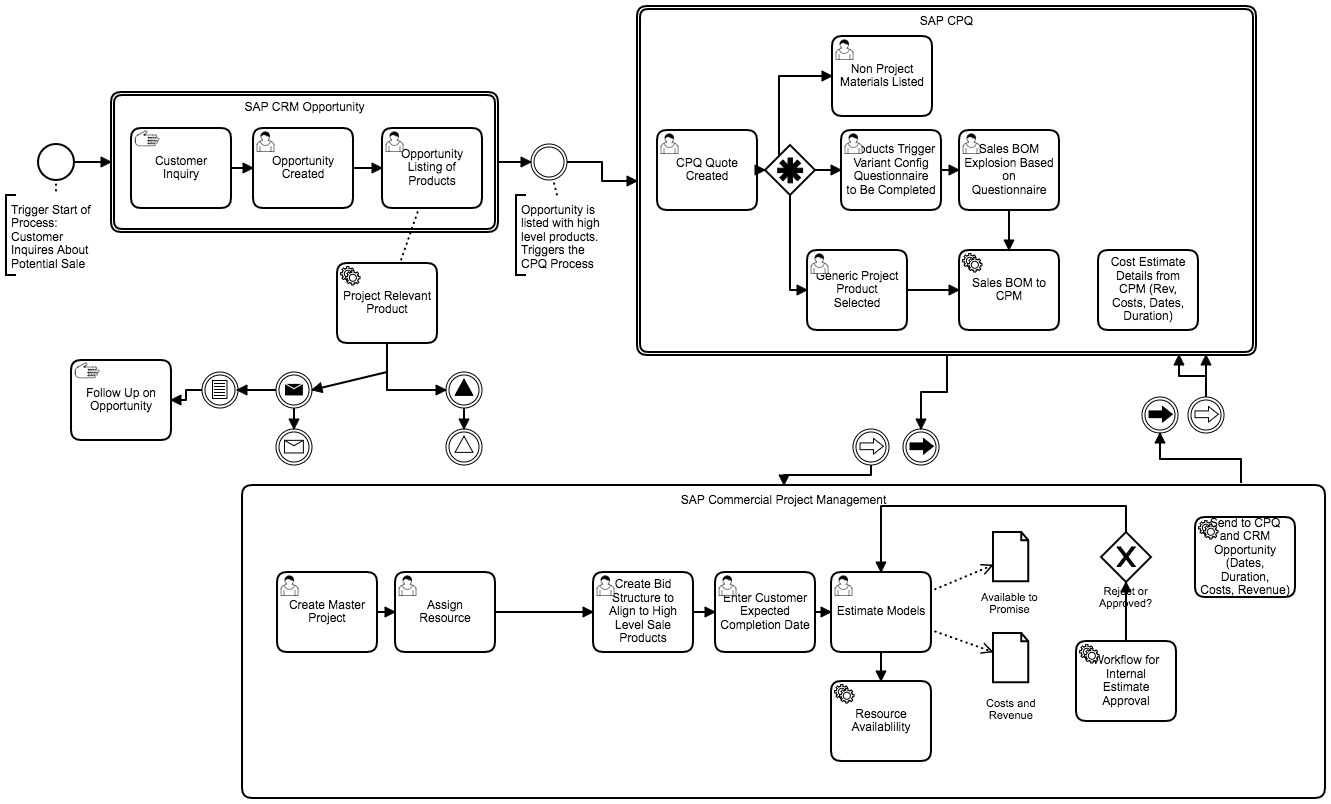 SAP CPQ
Non Project
Materials Listed
SAP CRM Opportunity
Customer
Inquiry
Opportunity
Created
Opportunity
Listing of
Products
CPQ Quote
Created
oducts Trigger
Variant Config
Questionnaire
to Be Completed
Sales BOM
Explosion Based
on
Questionnaire
Trigger Start of
Process:
Customer
Inquires About
Potential Sale
Opportunity is
listed with high
level products.
Triggers the
CPQ Process
Project Relevant
Product
Generic Project
Product
Selected
Sales BOM to
CPM
Cost Estimate
Details from
CPM (Rev,
Costs, Dates,
Duration)
Follow Up on
Opportunity
SAP Commercial Project Management
Create Master
Project
Assign
Resource
Create Bid
Structure to
Align to High
Level Sale
Products
Enter Customer
Expected
Completion Date
Estimate Models
Available to
Promise
X
Reject or
Approved?
Send to CPQ
and CRM
Opportunity
(Dates,
Duration,
Costs, Revenue)
Resource
Availablility
Costs and
Revenue
Workflow for
Internal
Estimate
Approval